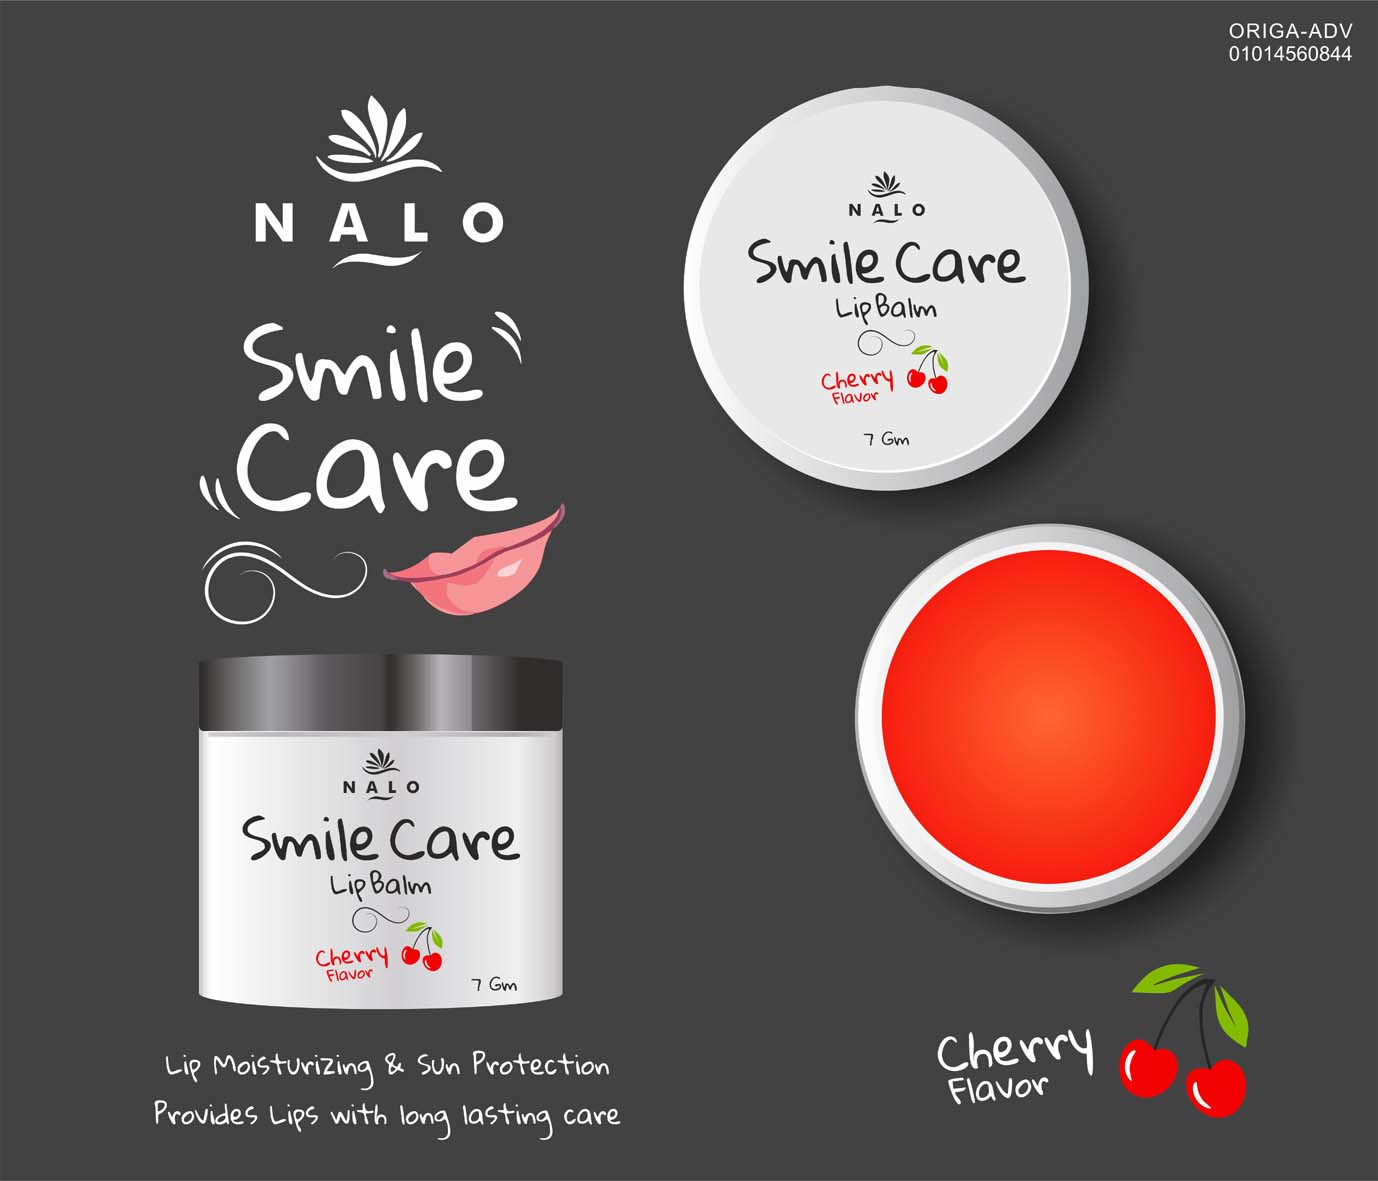 ORIGA-ADV
01014560844
NALO
Smile
Care
NALO
Smile Care
Lip Balm
Cherry
Flavor
7 Gm
NALO
Smile Care
Lip Balm
Cherry
Flavor
7 Gm
Lip Moisturizing & Sun Protection
Provides Lips with long lasting care
Cherry
Flavor